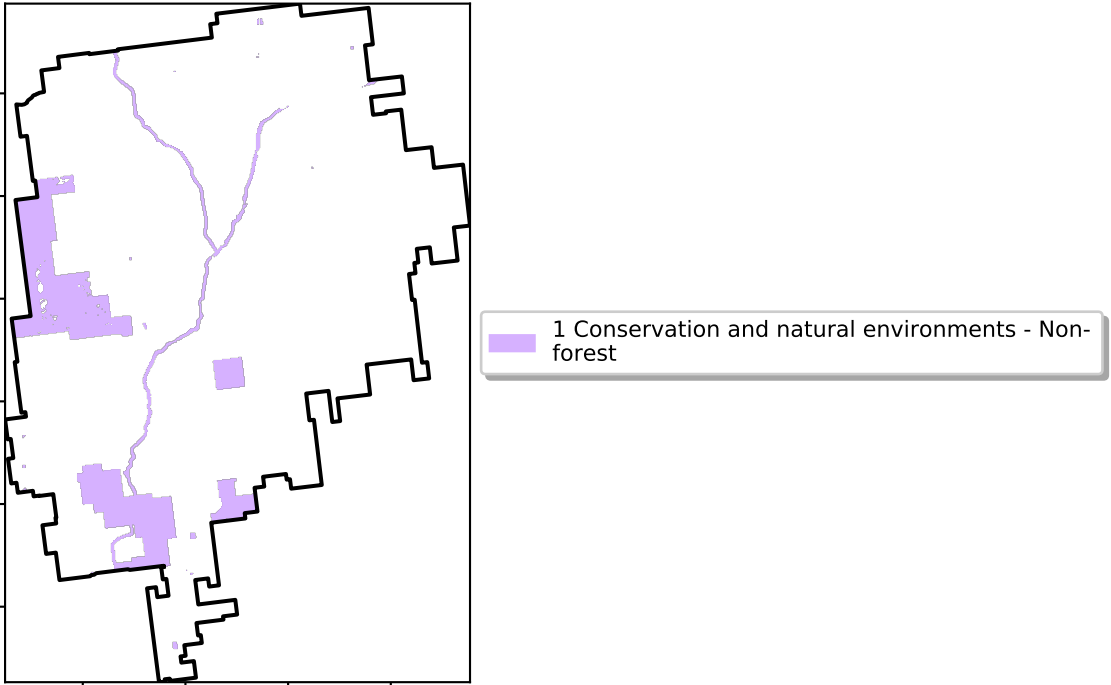 1 Conservation and natural environments - Non-
forest